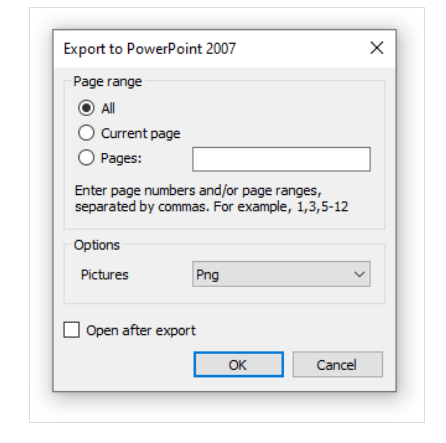 Export to PowerPoint 2007
Page range
All
Current page
Pages:
Enter page numbers and/or page ranges,
separated by commas. For example, 1,3,5-12
Options
Pictures Png
Open after export
OK Cancel